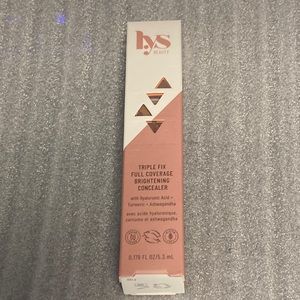 lys
BEAUTY
TRIPLE FIX
FULL COVERAGE
BRIGHTENING
CONCEALER
with Hyaluronic Acid +
Turmeric + Ashwagandha
avec acide hyaluronique,
curcuma et ashwagandha
0.179 FL OZ/5.3 mL